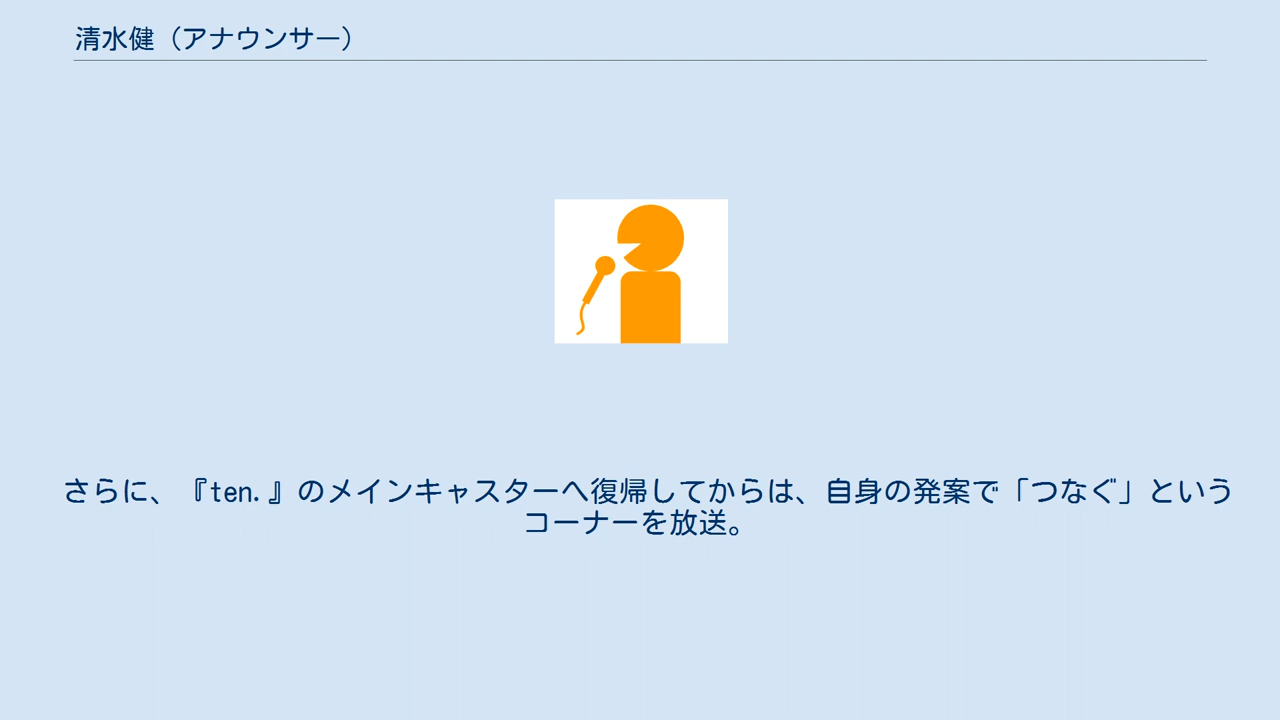 清水健（アナウンサー）
さらに、『ten.』のメインキャスターへ復帰してからは、自身の発案で「つなぐ」という
コーナーを放送。